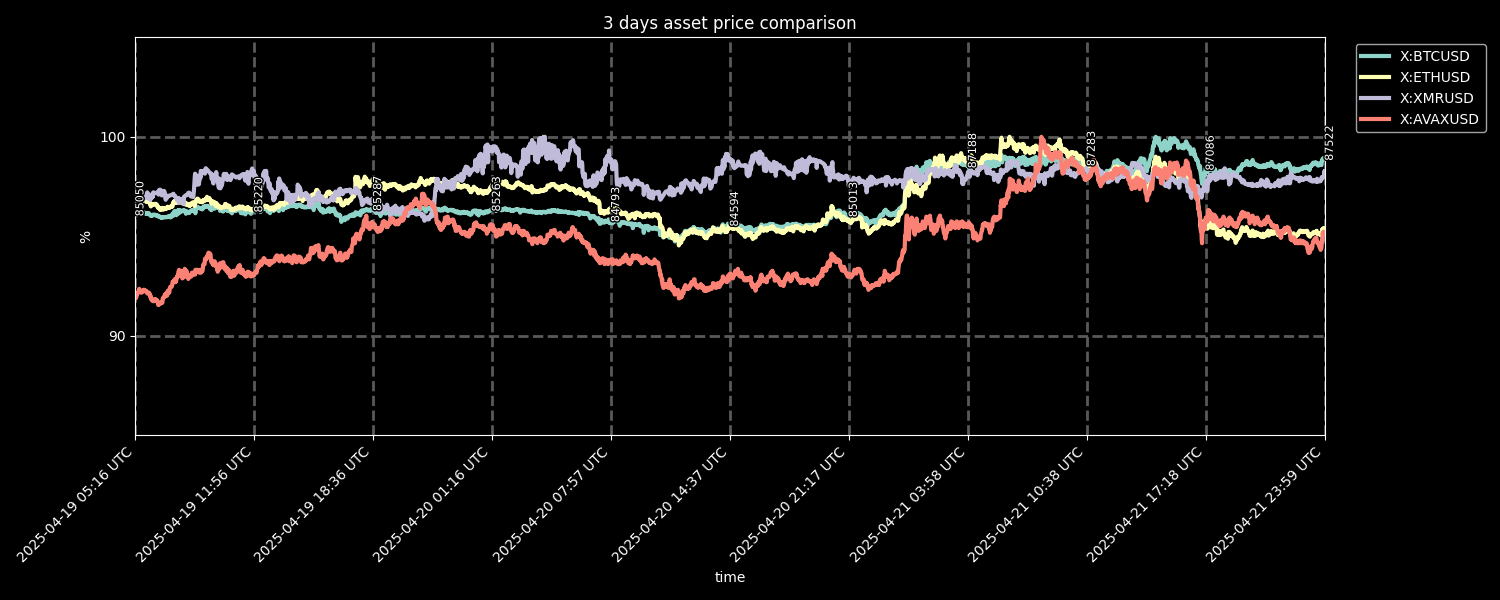 3 days asset price comparison
X:BTCUSD
X:ETHUSD
X:XMRUSD
X:AVAXUSD
100
90
%
85050
85220
85287
85263
84793
84594
85013
87188
87283
87086
87522
2025-04-19 05:16 UTC
2025-04-19 11:56 UTC
2025-04-19 18:36 UTC
2025-04-20 01:16 UTC
2025-04-20 07:57 UTC
2025-04-20 14:37 UTC
2025-04-20 21:17 UTC
2025-04-21 03:58 UTC
2025-04-21 10:38 UTC
2025-04-21 17:18 UTC
2025-04-21 23:59 UTC
time